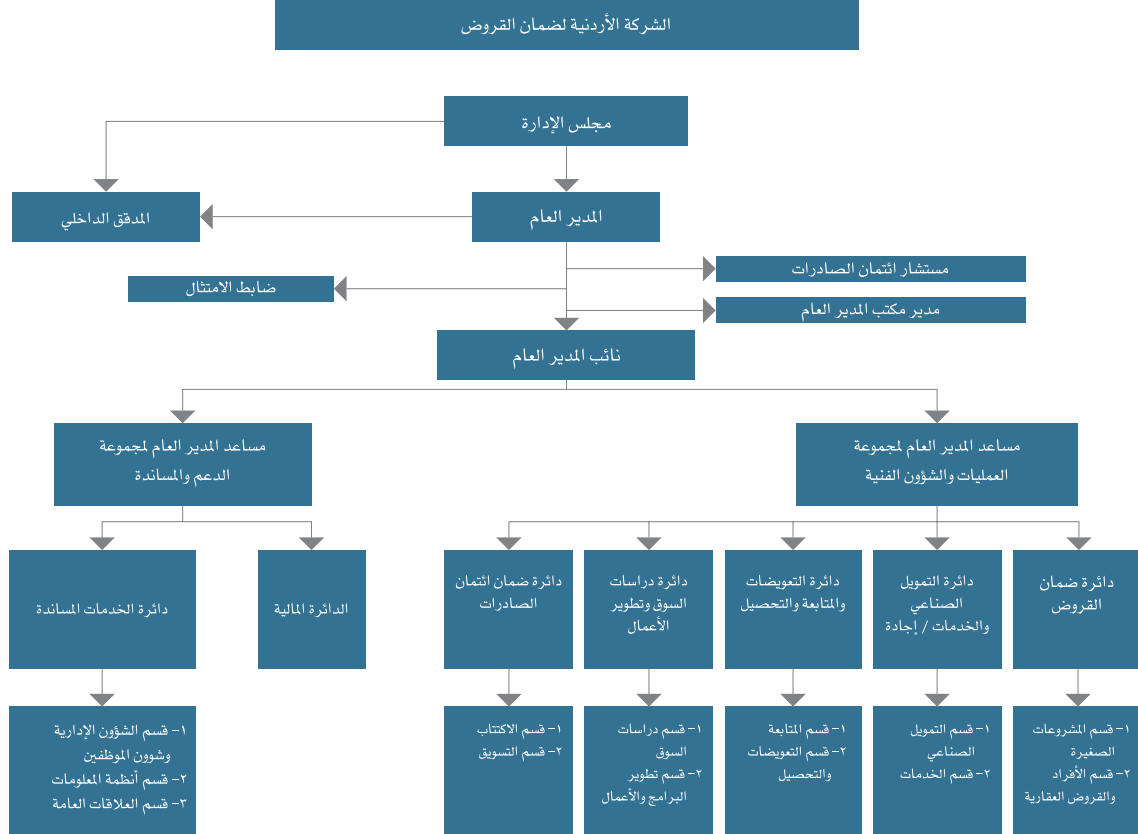 الشركة الأردنية لضمان القروض
مجلس الإدارة
المدير العام
المدقق الداخلي
مستشار ائتمان الصادرات
ضابط الامتثال
مدير مكتب المدير العام
نائب المدير العام
مساعد المدير العام لمجموعة
العمليات والشؤون الفنية
مساعد المدير العام لمجموعة
الدعم والمساندة
دائرة ضمان
القروض
دائرة التمويل
الصناعي
والخدمات / إجادة
دائرة التعويضات
والمتابعة والتحصيل
دائرة دراسات
السوق وتطوير
الأعمال
دائرة ضمان ائتمان
الصادرات
الدائرة المالية
دائرة الخدمات المساندة
١- قسم المشروعات
الصغيرة
٢- قسم الأفراد
والقروض العقارية
١- قسم التمويل
الصناعي
٢- قسم الخدمات
١- قسم المتابعة
٢- قسم التعويضات
والتحصيل
١- قسم دراسات
السوق
٢- قسم تطوير
البرامج والأعمال
١- قسم الاكتتاب
٢- قسم التسويق
١- قسم الشؤون الإدارية
وشوون الموظفين
٢- قسم أنظمة المعلومات
٣- قسم العلاقات العامة